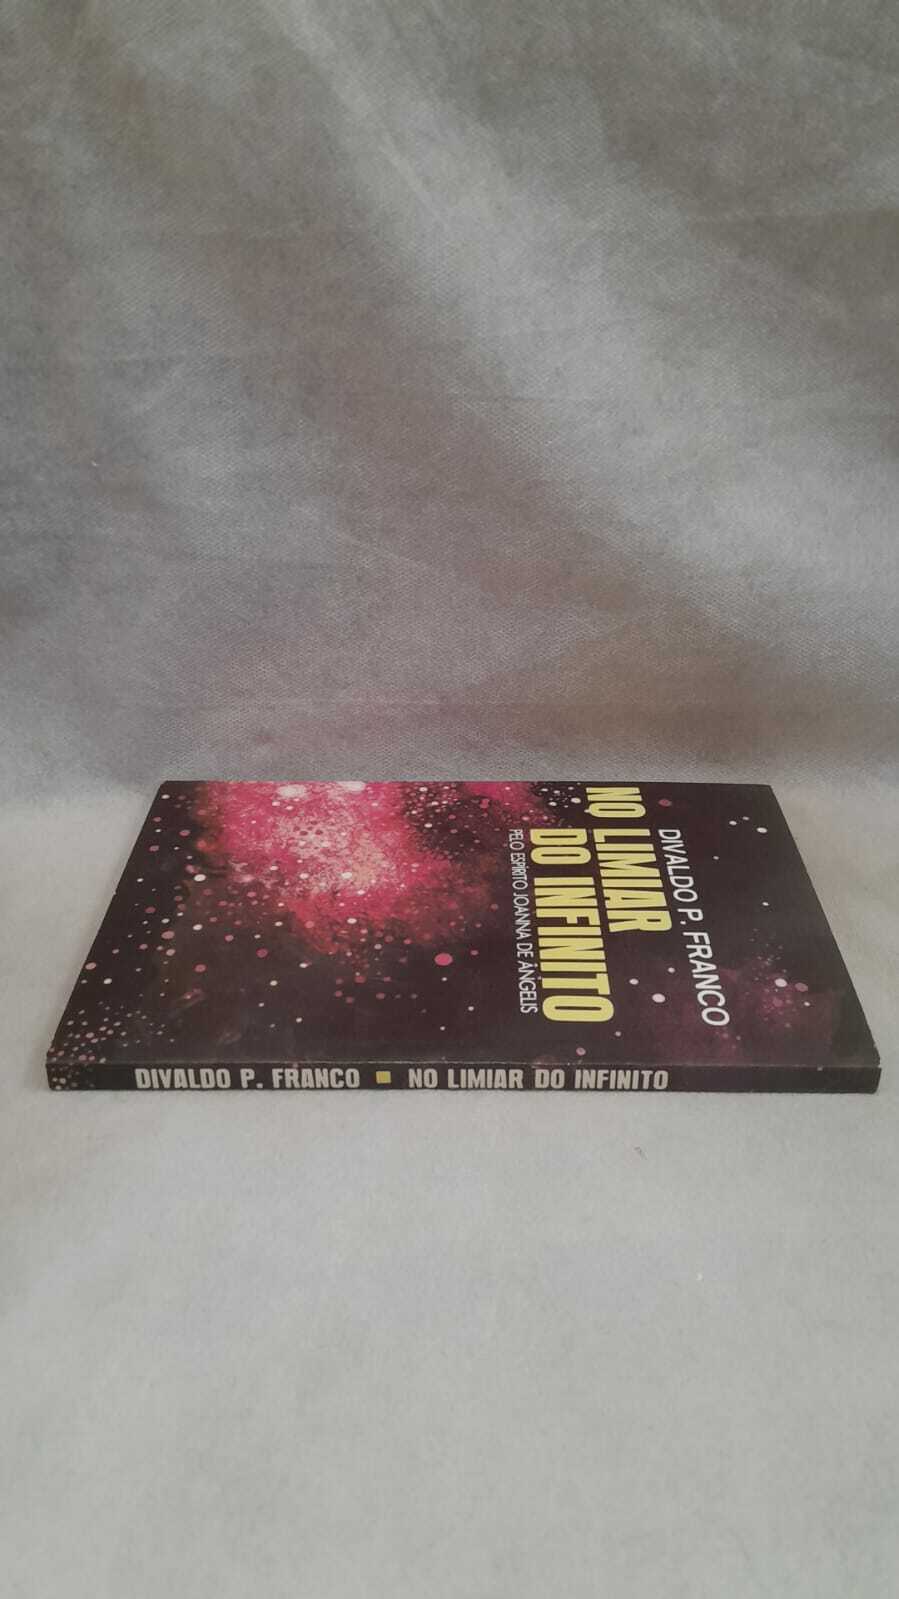 DIVALDO P. FRANCO
NO LIMIAR
DO INFINITO
PELO ESPÍRITO JOANNA DE ÂNGELIS
DIVALDO P. FRANCO ■ NO LIMIAR DO INFINITO